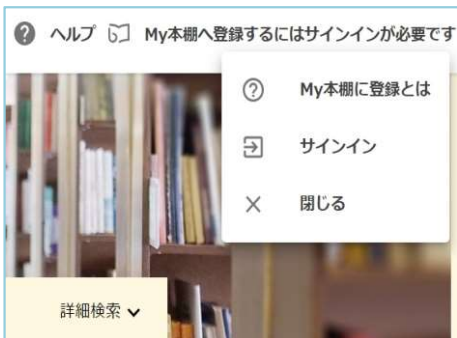 ヘルプ My本棚へ登録するにはサインインが必要です
My本棚に登録とは
サインイン
閉じる
詳細検索